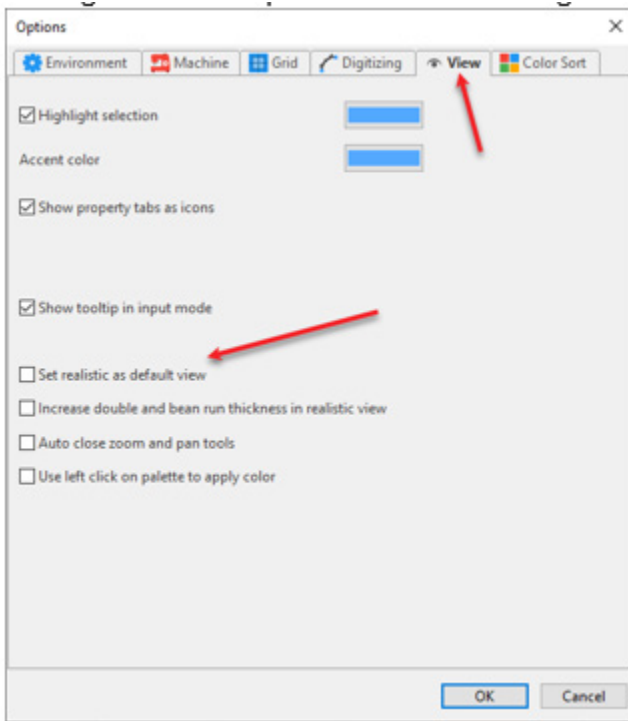 Options
Environment Machine Grid Digitizing View Color Sort
Highlight selection
Accent color
Show property tabs as icons
Show tooltip in input mode
Set realistic as default view
Increase double and bean run thickness in realistic view
Auto close zoom and pan tools
Use left click on palette to apply color
OK Cancel